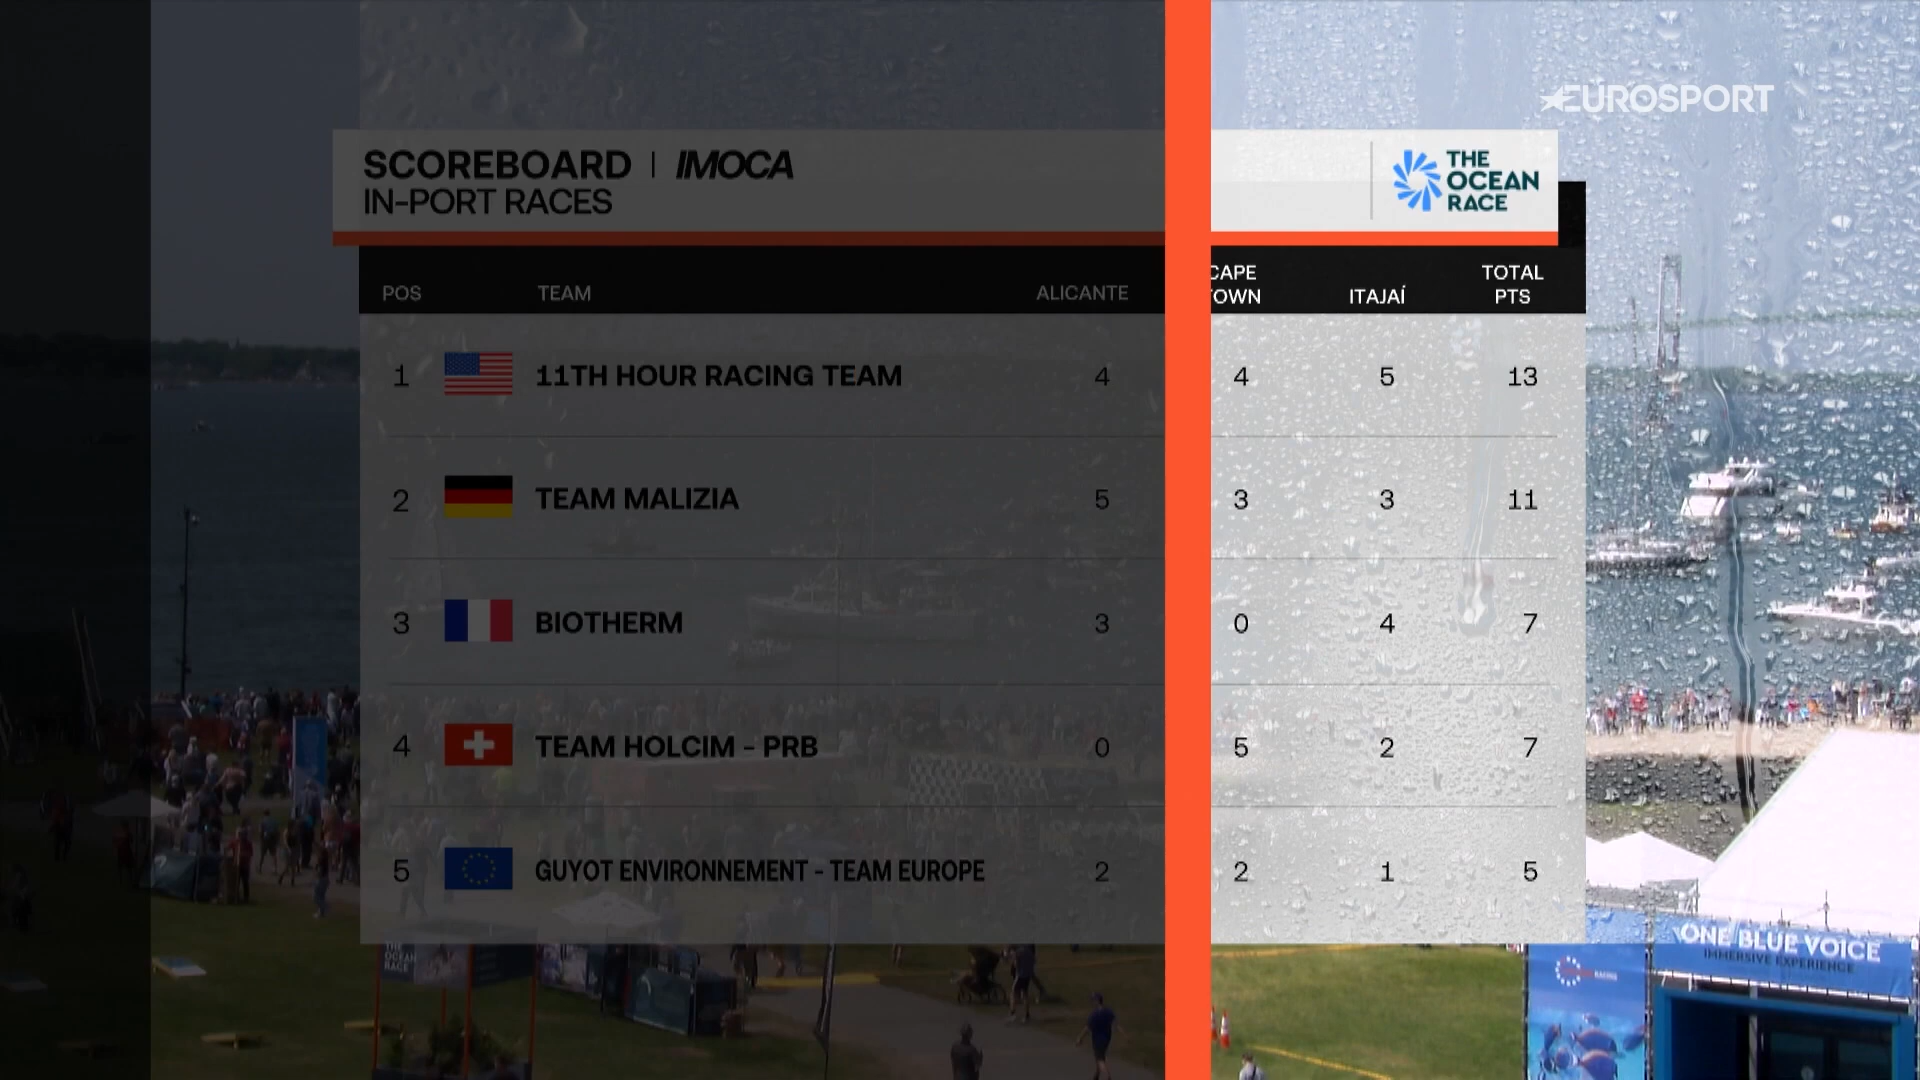 EUROSPORT
SCOREBOARD | IMOCA
IN-PORT RACES
THE
OCEAN
RACE
POS TEAM ALICANTE CAPE TOWN ITAJAÍ TOTAL PTS
1 11TH HOUR RACING TEAM 4 4 5 13
2 TEAM MALIZIA 5 3 3 11
3 BIOTHERM 3 0 4 7
4 TEAM HOLCIM - PRB 0 5 2 7
5 GUYOT ENVIRONNEMENT - TEAM EUROPE 2 2 1 5
ONE BLUE VOICE
IMMERSIVE EXPERIENCE
THE
OCEAN
RACE